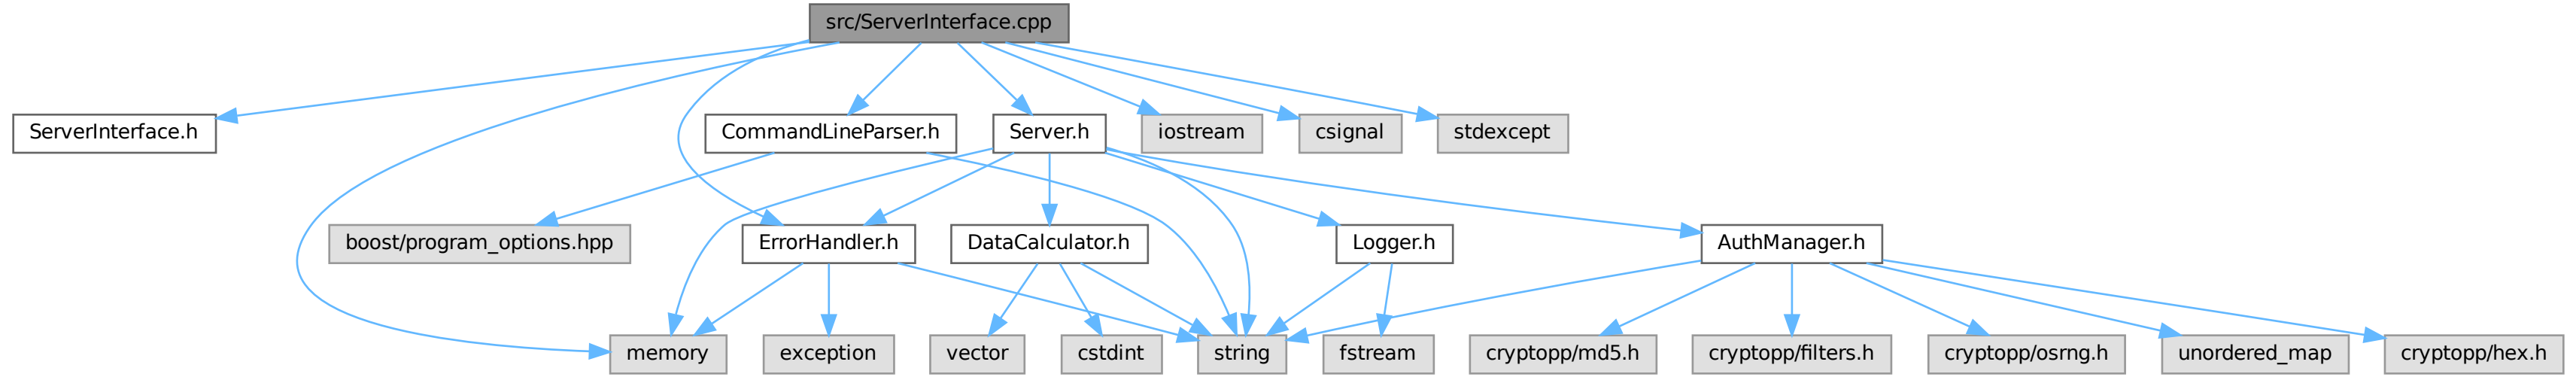 src/ServerInterface.cpp
ServerInterface.h
CommandLineParser.h
Server.h
iostream
csignal
stdexcept
boost/program_options.hpp
ErrorHandler.h
DataCalculator.h
Logger.h
AuthManager.h
memory
exception
vector
cstdint
string
fstream
cryptopp/md5.h
cryptopp/filters.h
cryptopp/osrng.h
unordered_map
cryptopp/hex.h